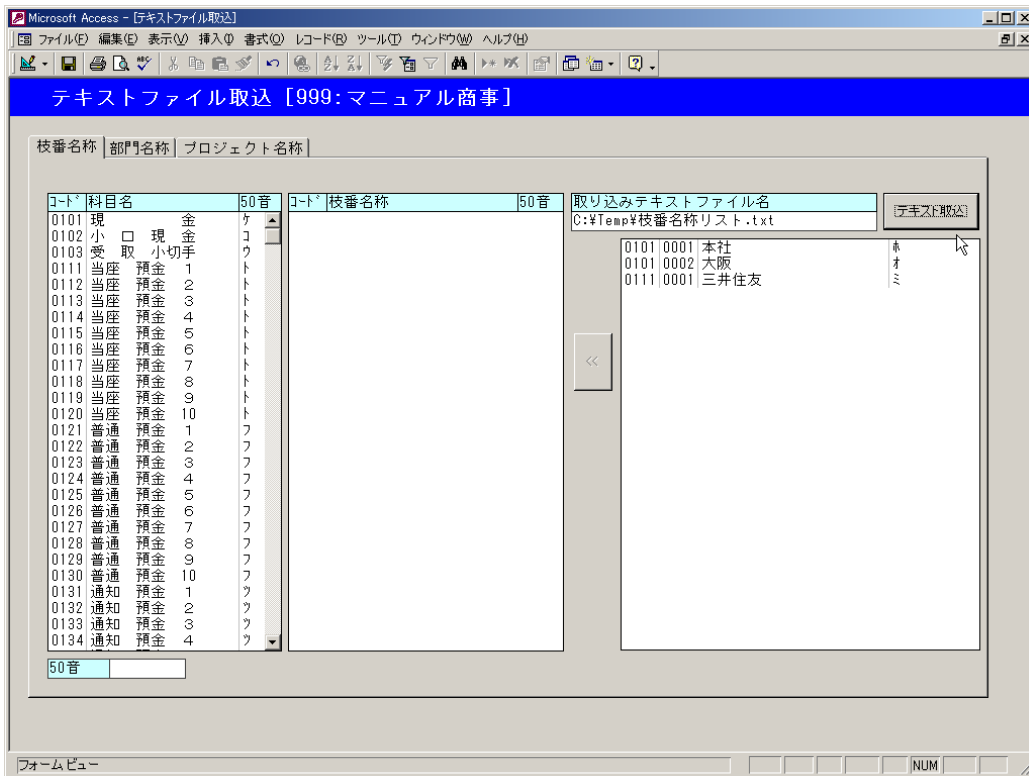 Microsoft Access - [テキストファイル取込]
ファイル(F) 編集(E) 表示(V) 挿入(I) 書式(O) レコード(R) ツール(T) ウィンドウ(W) ヘルプ(H)
テキストファイル取込 [999:マニュアル商事]
枝番名称 部門名称 プロジェクト名称
コード 科目名 50音 コード 枝番名称 50音 取り込みテキストファイル名
C:¥Temp¥枝番名称リスト.txt
テキスト取込
0101 現 金 ケ
0102 小 口 現 金 コ
0103 受 取 小切手 ウ
0111 当座 預金 1 ト
0112 当座 預金 2 ト
0113 当座 預金 3 ト
0114 当座 預金 4 ト
0115 当座 預金 5 ト
0116 当座 預金 6 ト
0117 当座 預金 7 ト
0118 当座 預金 8 ト
0119 当座 預金 9 ト
0120 当座 預金 10 ト
0121 普通 預金 1 フ
0122 普通 預金 2 フ
0123 普通 預金 3 フ
0124 普通 預金 4 フ
0125 普通 預金 5 フ
0126 普通 預金 6 フ
0127 普通 預金 7 フ
0128 普通 預金 8 フ
0129 普通 預金 9 フ
0130 普通 預金 10 フ
0131 通知 預金 1 ツ
0132 通知 預金 2 ツ
0133 通知 預金 3 ツ
0134 通知 預金 4 ツ
0101 0001 本社 ホ
0101 0002 大阪 オ
0111 0001 三井住友 ミ
<<
50音
フォーム ビュー
NUM